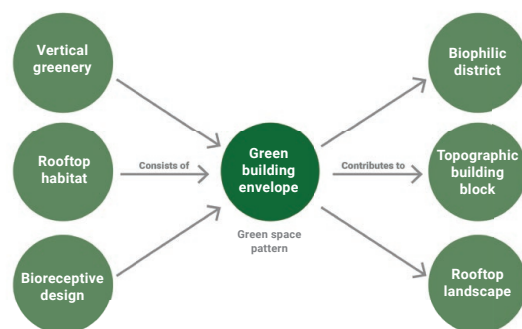 Vertical
greenery
Biophilic
district
Rooftop
habitat
Consists of
Green
building
envelope
Contributes to
Topographic
building
block
Green space
pattern
Bioreceptive
design
Rooftop
landscape